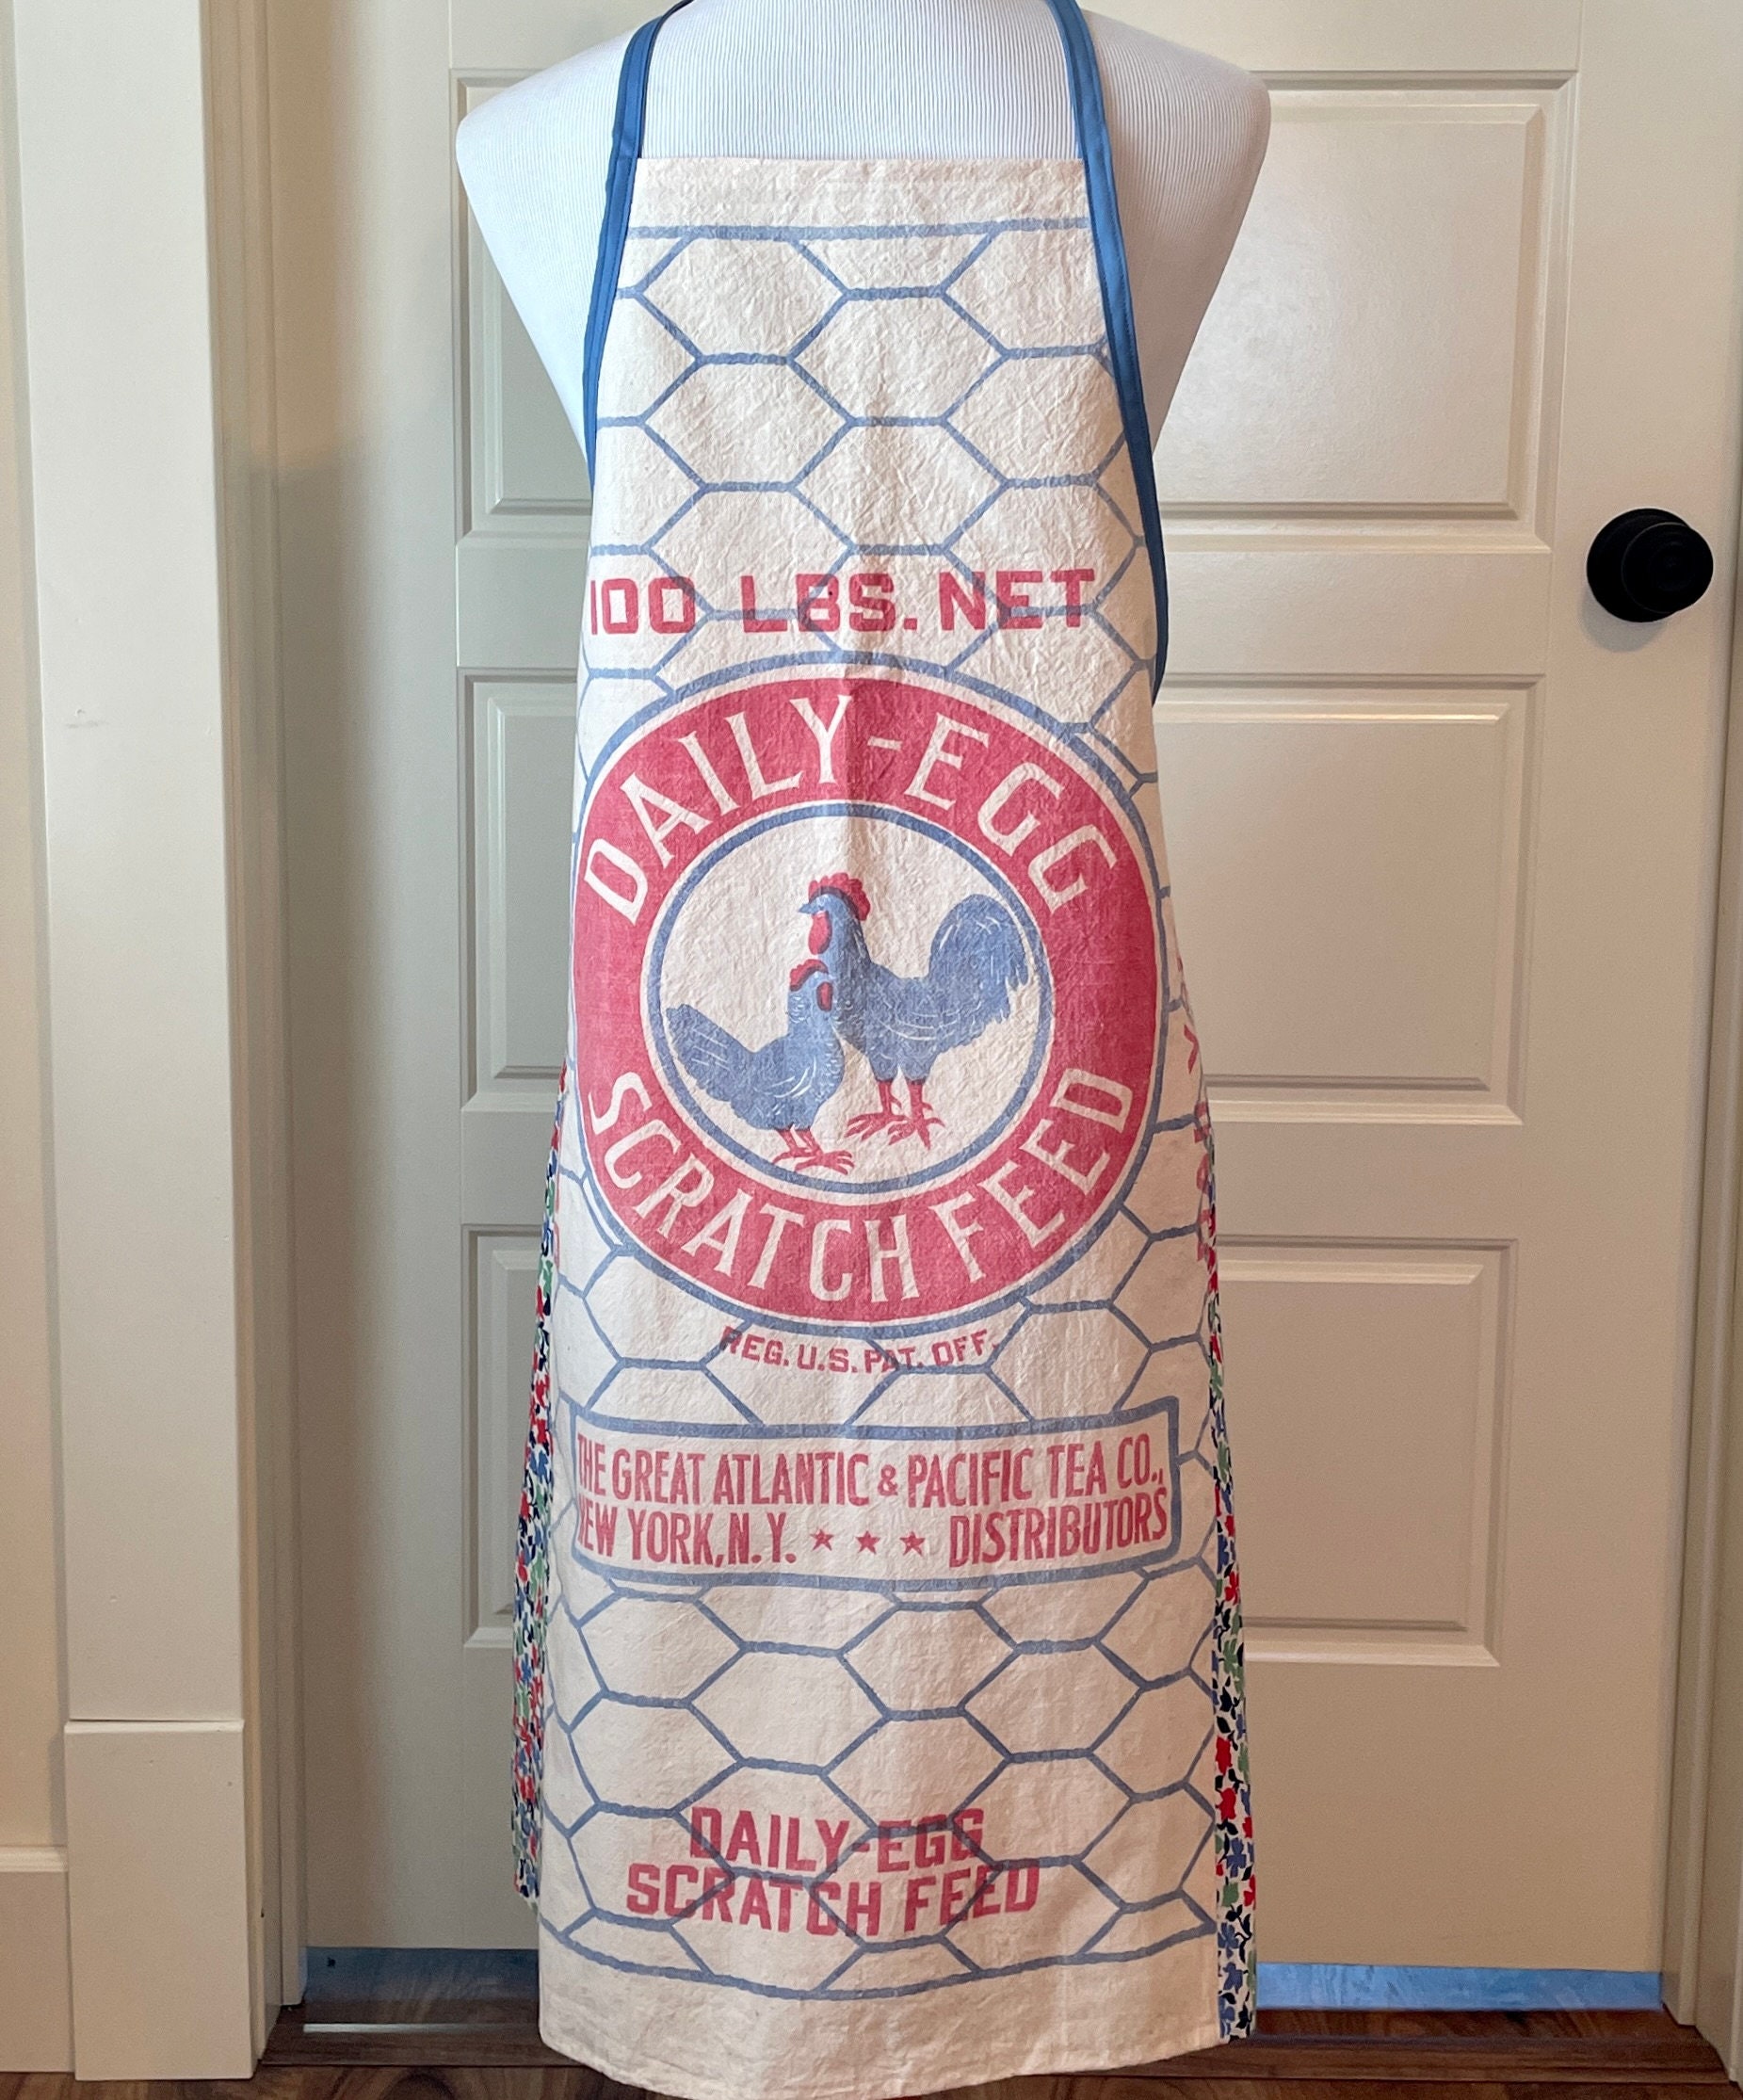 100 LBS. NET
DAILY-EGG
SCRATCH FEED
REG. U.S. PAT. OFF.
THE GREAT ATLANTIC & PACIFIC TEA CO.,
NEW YORK, N.Y. ★ ★ ★ DISTRIBUTORS
DAILY-EGG
SCRATCH FEED